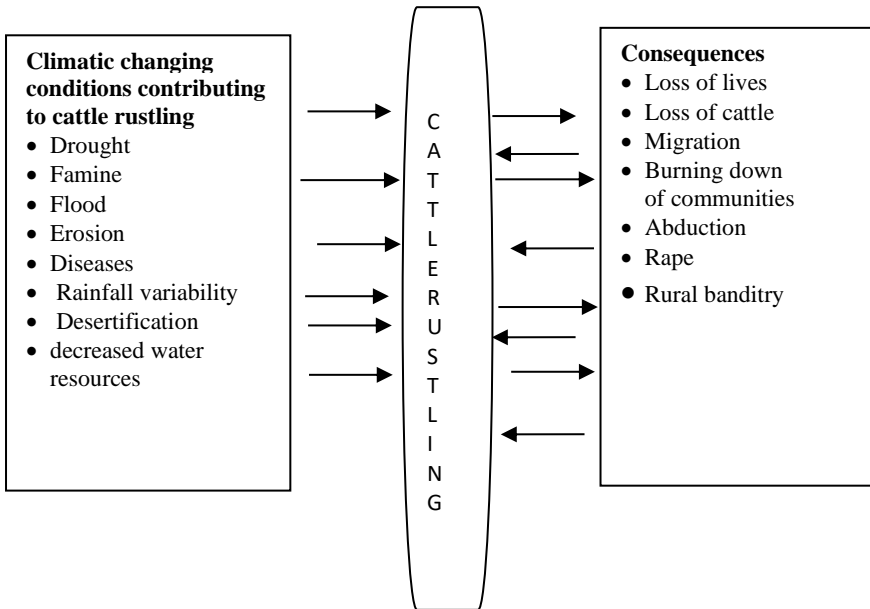 Climatic changing
conditions contributing
to cattle rustling
• Drought
• Famine
• Flood
• Erosion
• Diseases
• Rainfall variability
• Desertification
• decreased water
resources
C
A
T
T
L
E
R
U
S
T
L
I
N
G
Consequences
• Loss of lives
• Loss of cattle
• Migration
• Burning down
of communities
• Abduction
• Rape
• Rural banditry